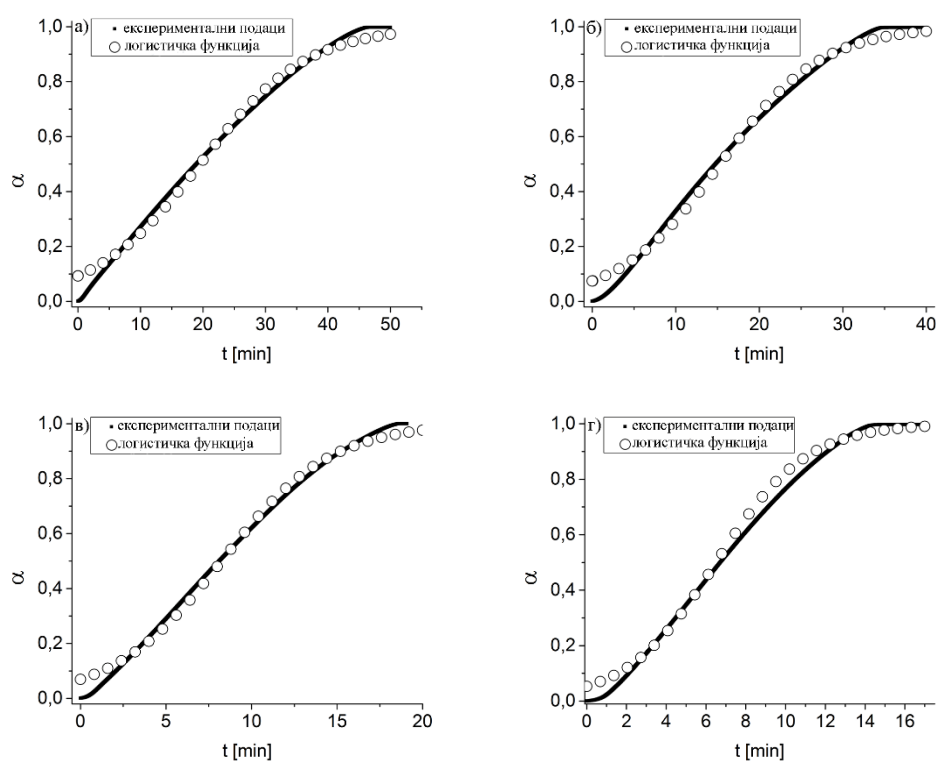 а)
експериментални подаци
логистичка функција
1,0
0,8
0,6
0,4
0,2
0,0
α
0 10 20 30 40 50
t [min]
б)
експериментални подаци
логистичка функција
1,0
0,8
0,6
0,4
0,2
0,0
α
0 10 20 30 40
t [min]
в)
експериментални подаци
логистичка функција
1,0
0,8
0,6
0,4
0,2
0,0
α
0 5 10 15 20
t [min]
г)
експериментални подаци
логистичка функција
1,0
0,8
0,6
0,4
0,2
0,0
α
0 2 4 6 8 10 12 14 16
t [min]